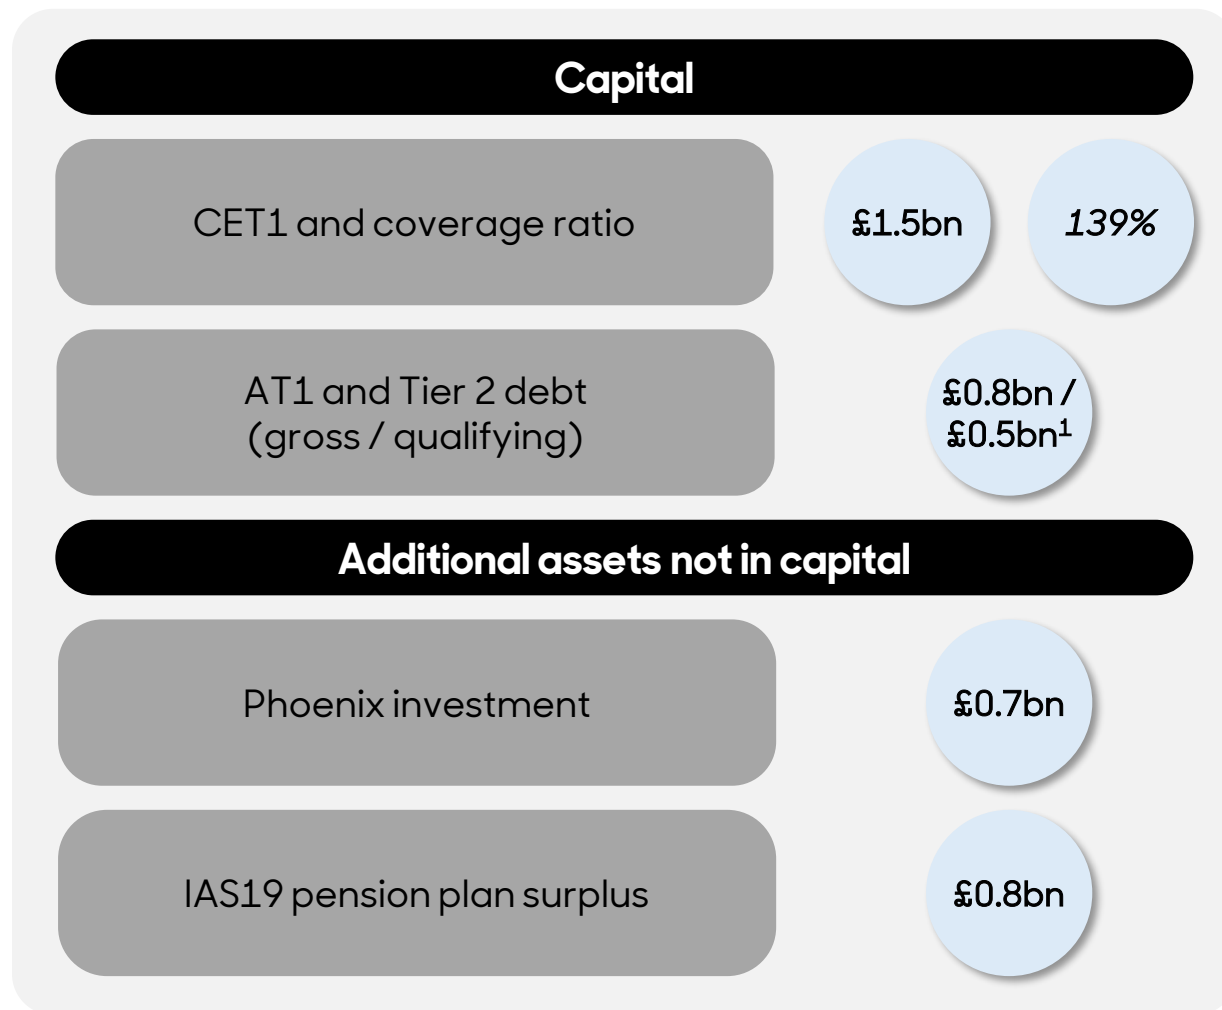 Capital
CET1 and coverage ratio
£1.5bn
139%
AT1 and Tier 2 debt
(gross / qualifying)
£0.8bn /
£0.5bn¹
Additional assets not in capital
Phoenix investment
£0.7bn
IAS19 pension plan surplus
£0.8bn